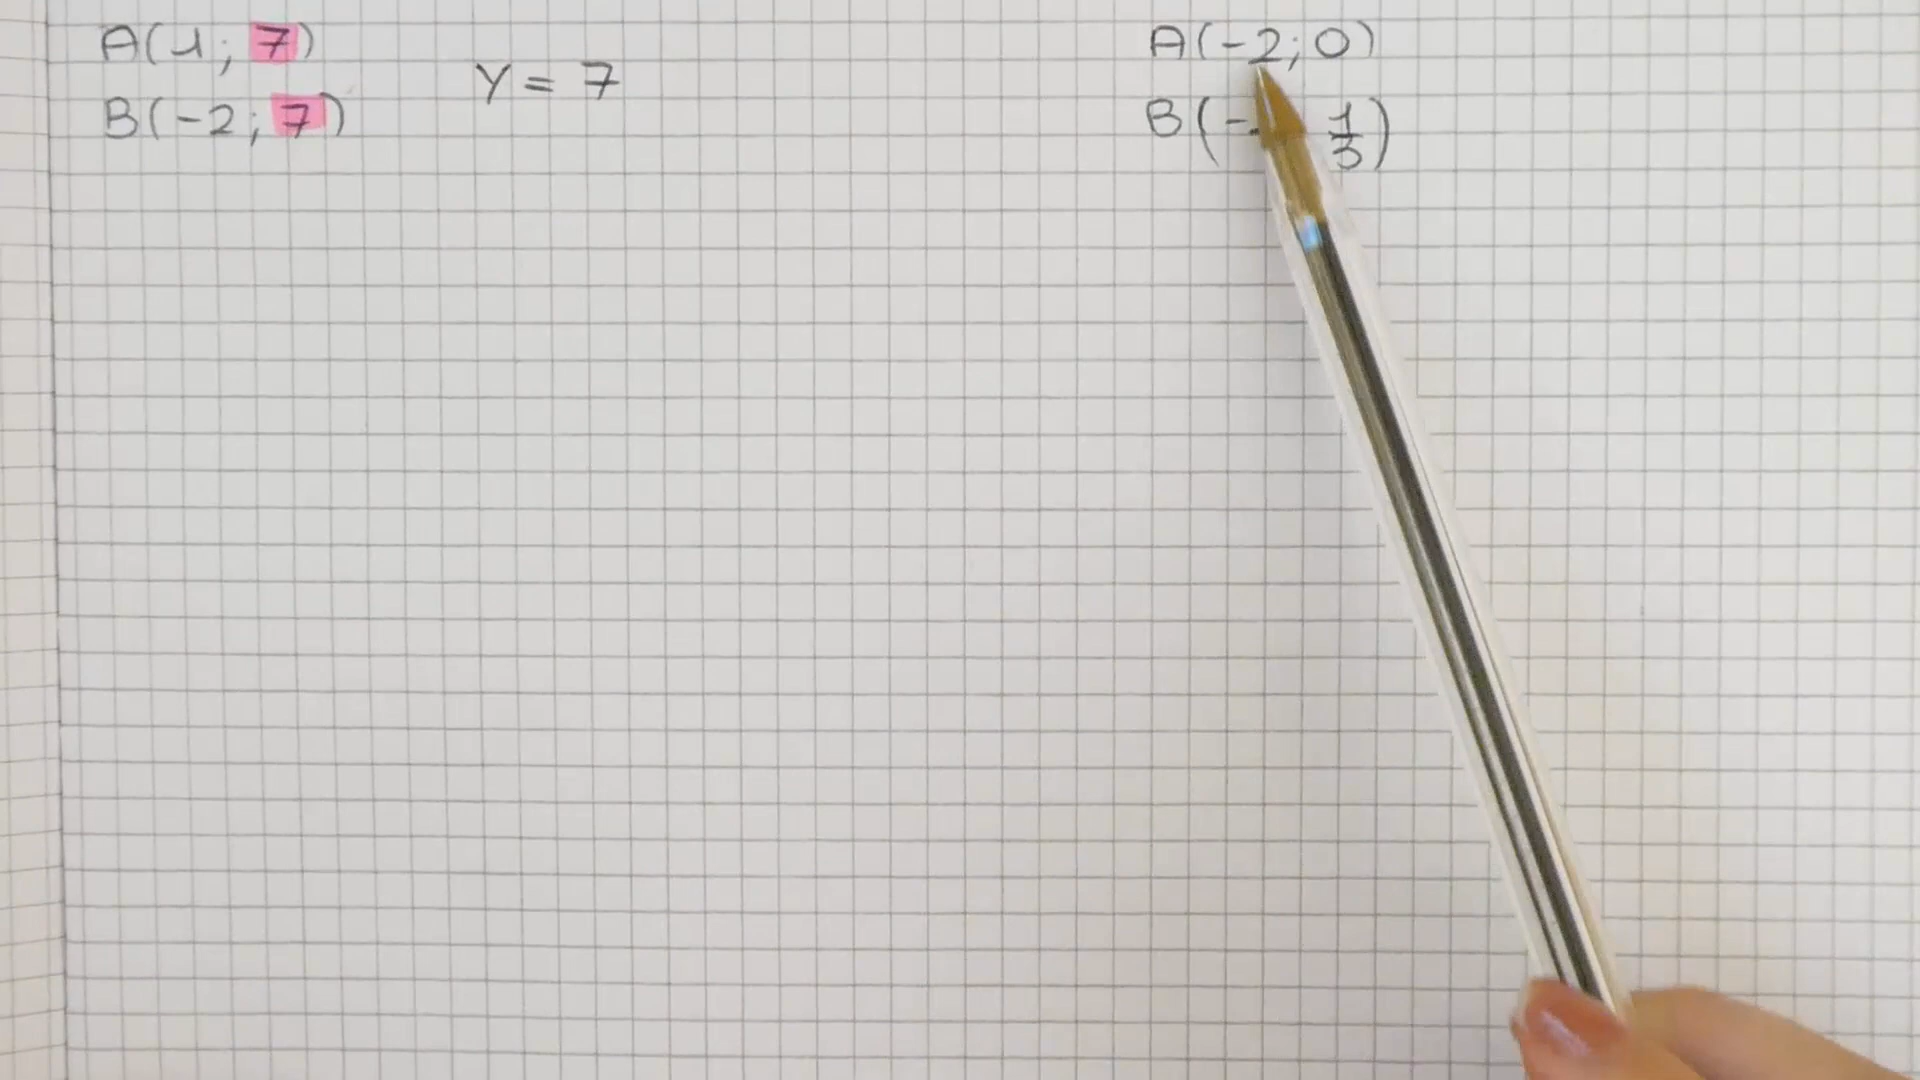 A(1; 7)
B(-2; 7)
Y = 7
A(-2; 0)
B(- 1/3)